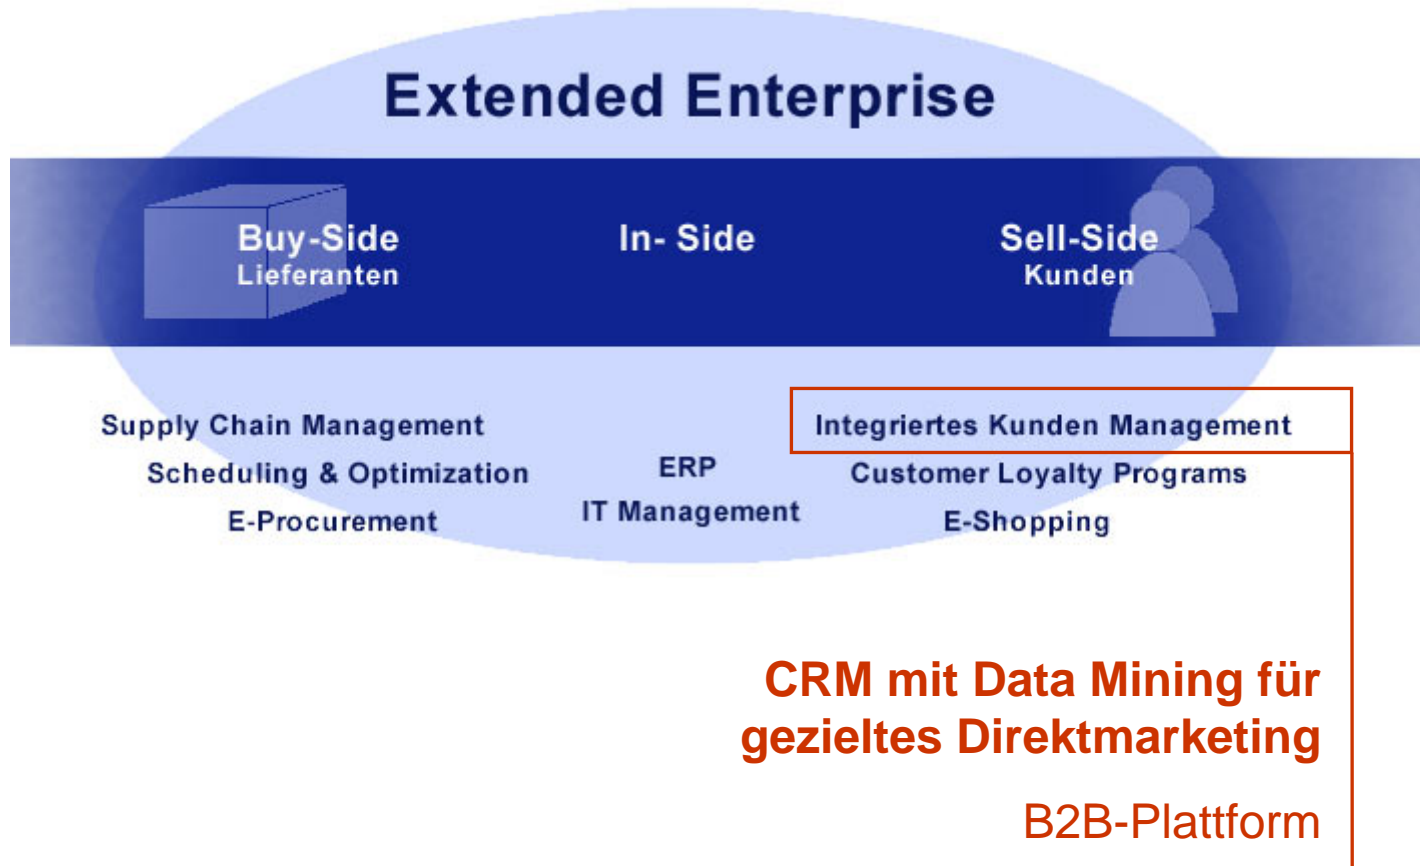 Extended Enterprise
Buy-Side
Lieferanten
In- Side
Sell-Side
Kunden
Supply Chain Management
Scheduling & Optimization
E-Procurement
ERP
IT Management
Integriertes Kunden Management
Customer Loyalty Programs
E-Shopping
CRM mit Data Mining für
gezieltes Direktmarketing
B2B-Plattform